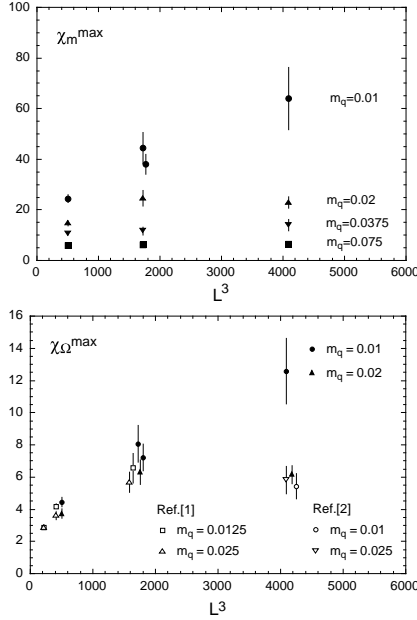 100
χm^max
80
m_q=0.01
60
40
m_q=0.02
20
m_q=0.0375
m_q=0.075
0
0 1000 2000 3000 4000 5000 6000
L³
16
χΩ^max
14
m_q = 0.01
12
m_q = 0.02
10
8
6
Ref.[1] Ref.[2]
4
m_q = 0.0125 m_q = 0.01
2
m_q = 0.025 m_q = 0.025
0
0 1000 2000 3000 4000 5000 6000
L³